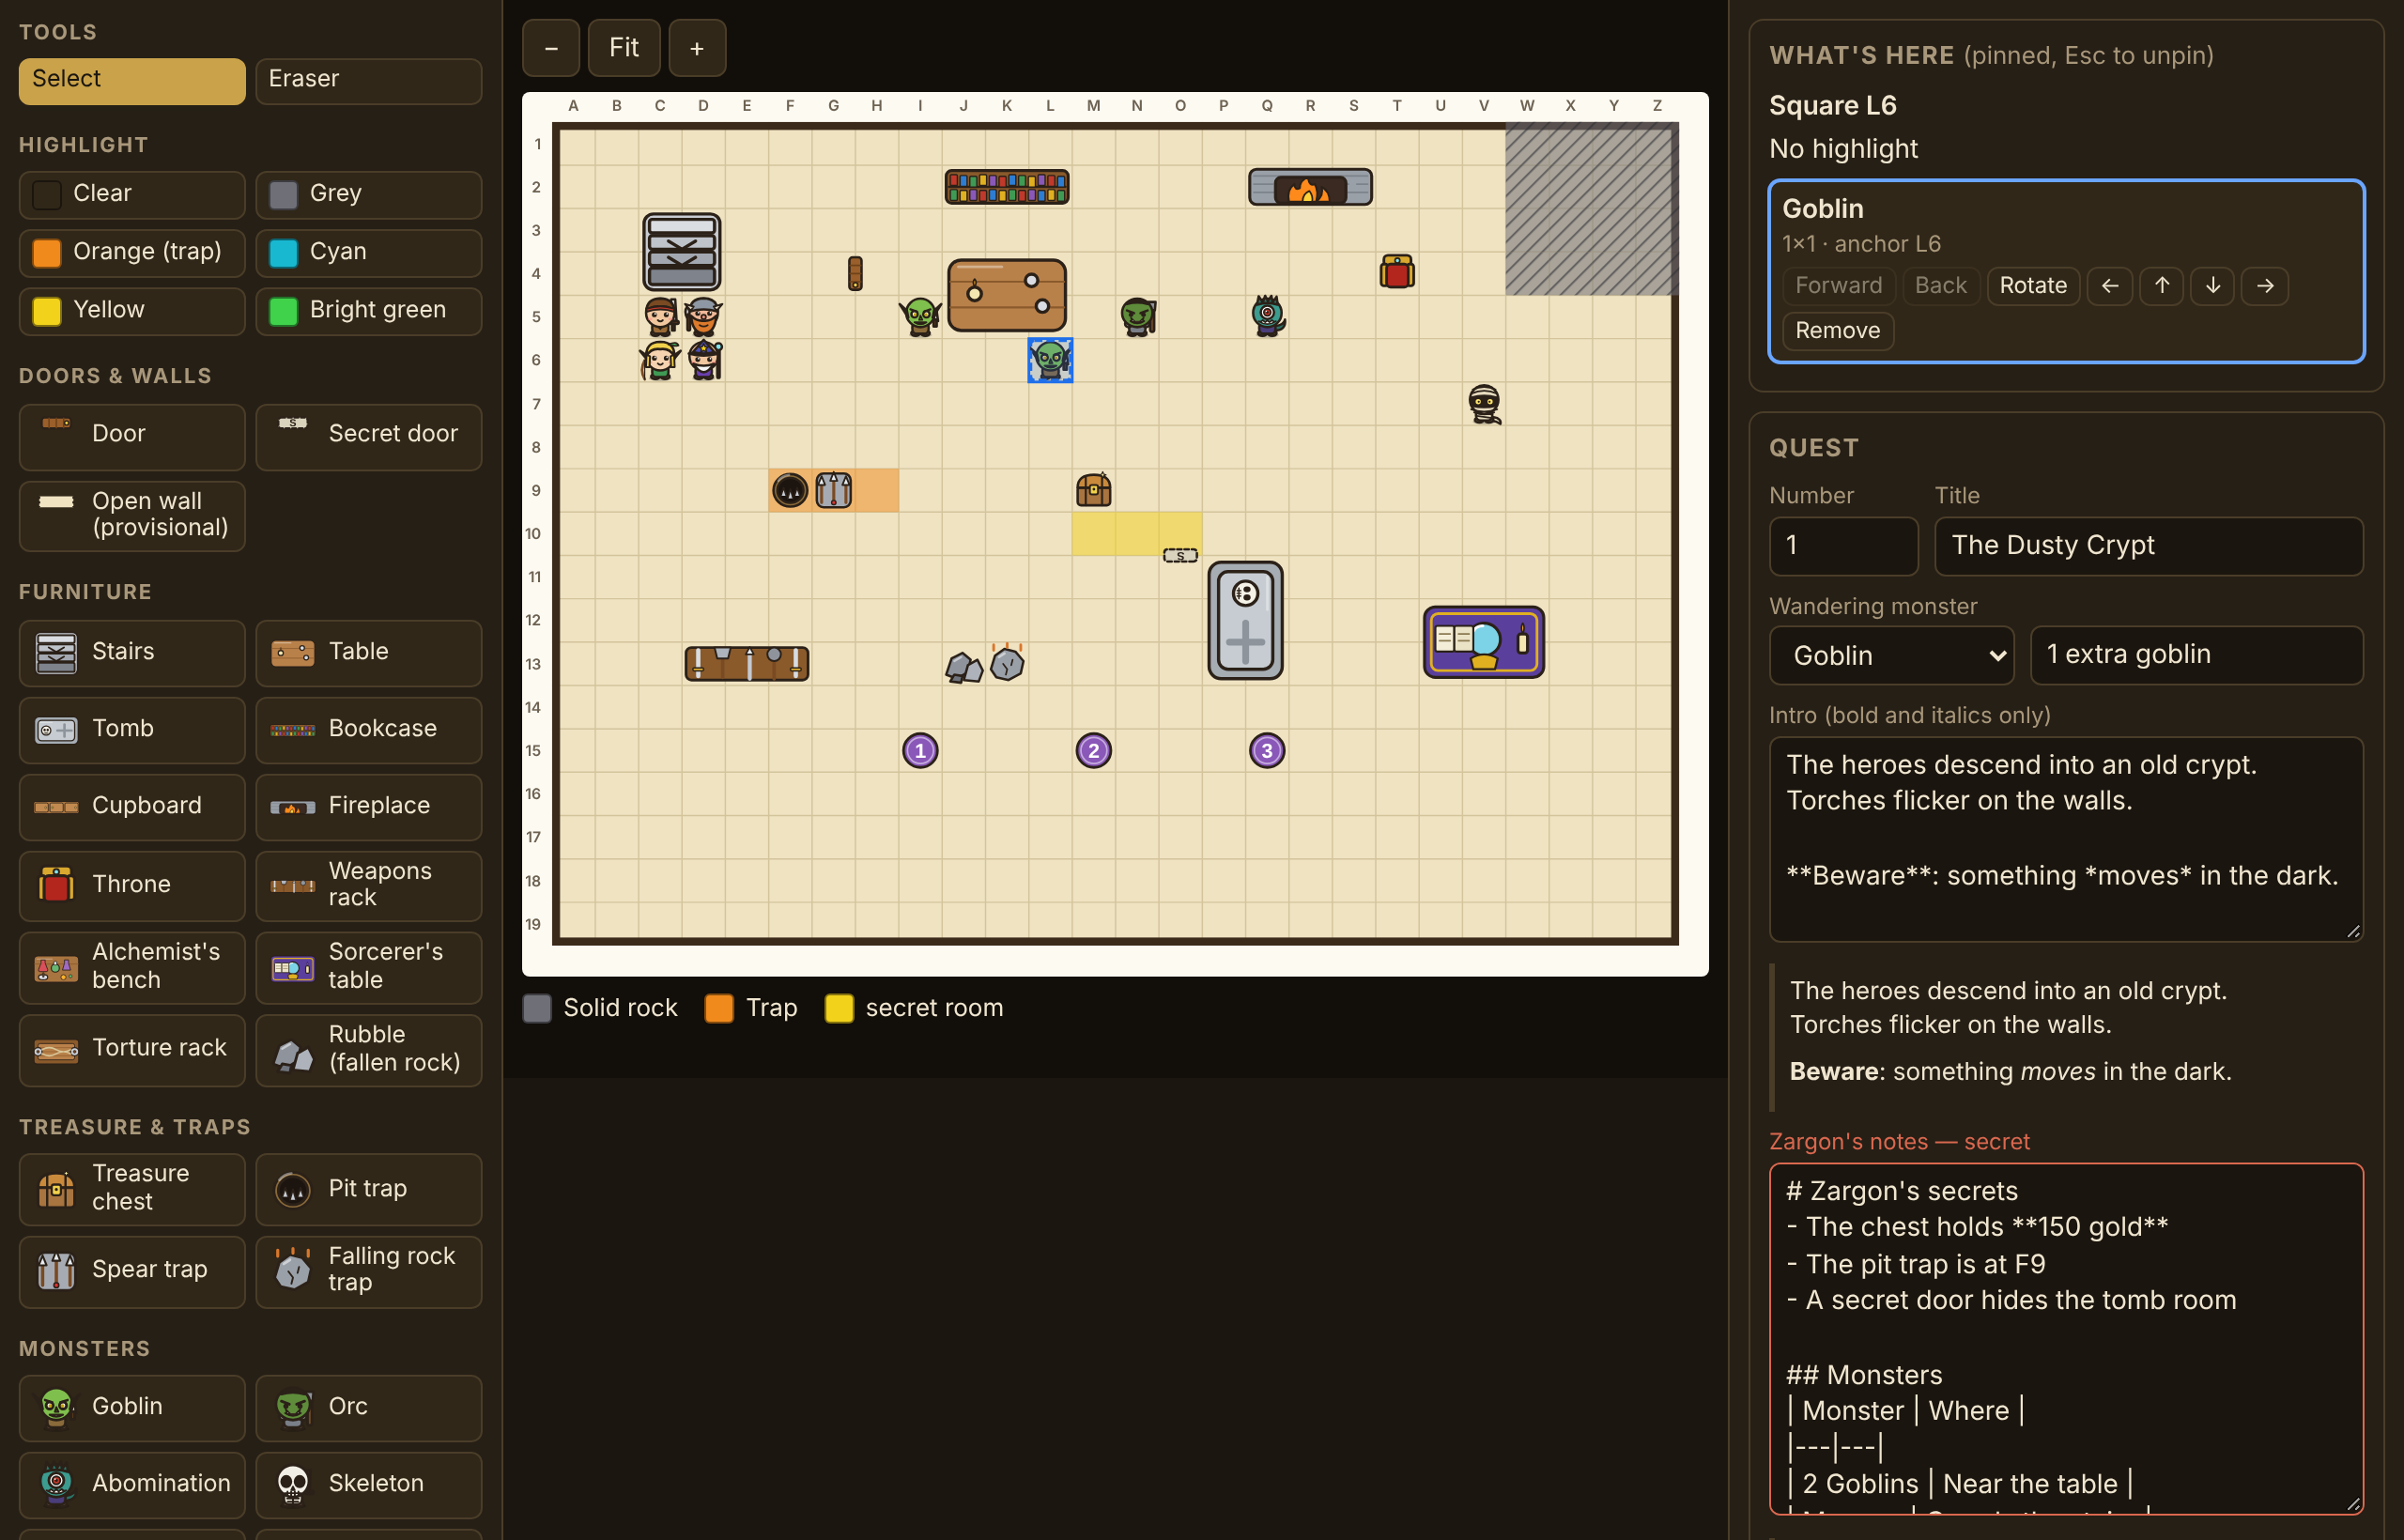 TOOLS
Select
Eraser
HIGHLIGHT
Clear
Grey
Orange (trap)
Cyan
Yellow
Bright green
DOORS & WALLS
Door
Secret door
Open wall
(provisional)
FURNITURE
Stairs
Table
Tomb
Bookcase
Cupboard
Fireplace
Throne
Weapons
rack
Alchemist's
bench
Sorcerer's
table
Torture rack
Rubble
(fallen rock)
TREASURE & TRAPS
Treasure
chest
Pit trap
Spear trap
Falling rock
trap
MONSTERS
Goblin
Orc
Abomination
Skeleton
− Fit +
A B C D E F G H I J K L M N O P Q R S T U V W X Y Z
1
2
3
4
5
6
7
8
9
10
S
11
12
13
14
15 1 2 3
16
17
18
19
Solid rock Trap secret room
WHAT'S HERE (pinned, Esc to unpin)
Square L6
No highlight
Goblin
1×1 · anchor L6
Forward Back Rotate ← ↑ ↓ →
Remove
QUEST
Number Title
1 The Dusty Crypt
Wandering monster
Goblin 1 extra goblin
Intro (bold and italics only)
The heroes descend into an old crypt.
Torches flicker on the walls.
**Beware**: something *moves* in the dark.
The heroes descend into an old crypt.
Torches flicker on the walls.
Beware: something moves in the dark.
Zargon's notes — secret
# Zargon's secrets
- The chest holds **150 gold**
- The pit trap is at F9
- A secret door hides the tomb room
## Monsters
| Monster | Where |
|---|---|
| 2 Goblins | Near the table |